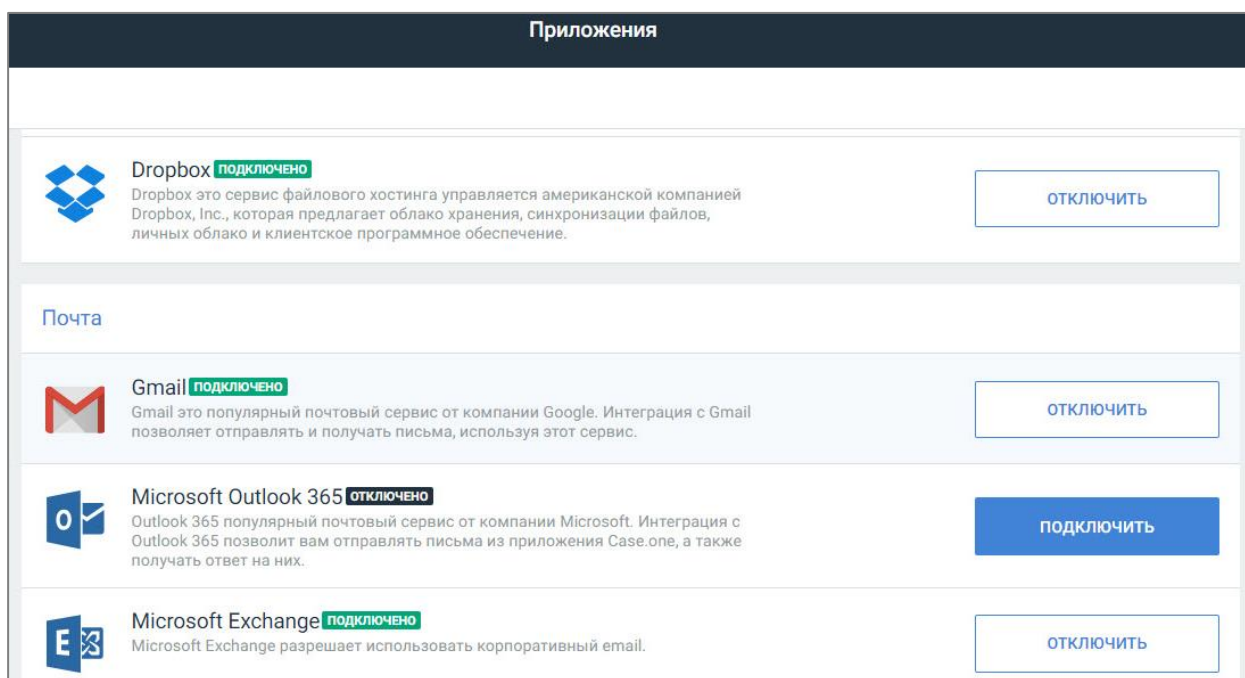 Приложения
Dropbox ПОДКЛЮЧЕНО
Dropbox это сервис файлового хостинга управляется американской компанией
Dropbox, Inc., которая предлагает облако хранения, синхронизации файлов,
личных облако и клиентское программное обеспечение.
ОТКЛЮЧИТЬ
Почта
Gmail ПОДКЛЮЧЕНО
Gmail это популярный почтовый сервис от компании Google. Интеграция с Gmail
позволяет отправлять и получать письма, используя этот сервис.
ОТКЛЮЧИТЬ
Microsoft Outlook 365 ОТКЛЮЧЕНО
Outlook 365 популярный почтовый сервис от компании Microsoft. Интеграция с
Outlook 365 позволит вам отправлять письма из приложения Case.one, а также
получать ответ на них.
ПОДКЛЮЧИТЬ
Microsoft Exchange ПОДКЛЮЧЕНО
Microsoft Exchange разрешает использовать корпоративный email.
ОТКЛЮЧИТЬ